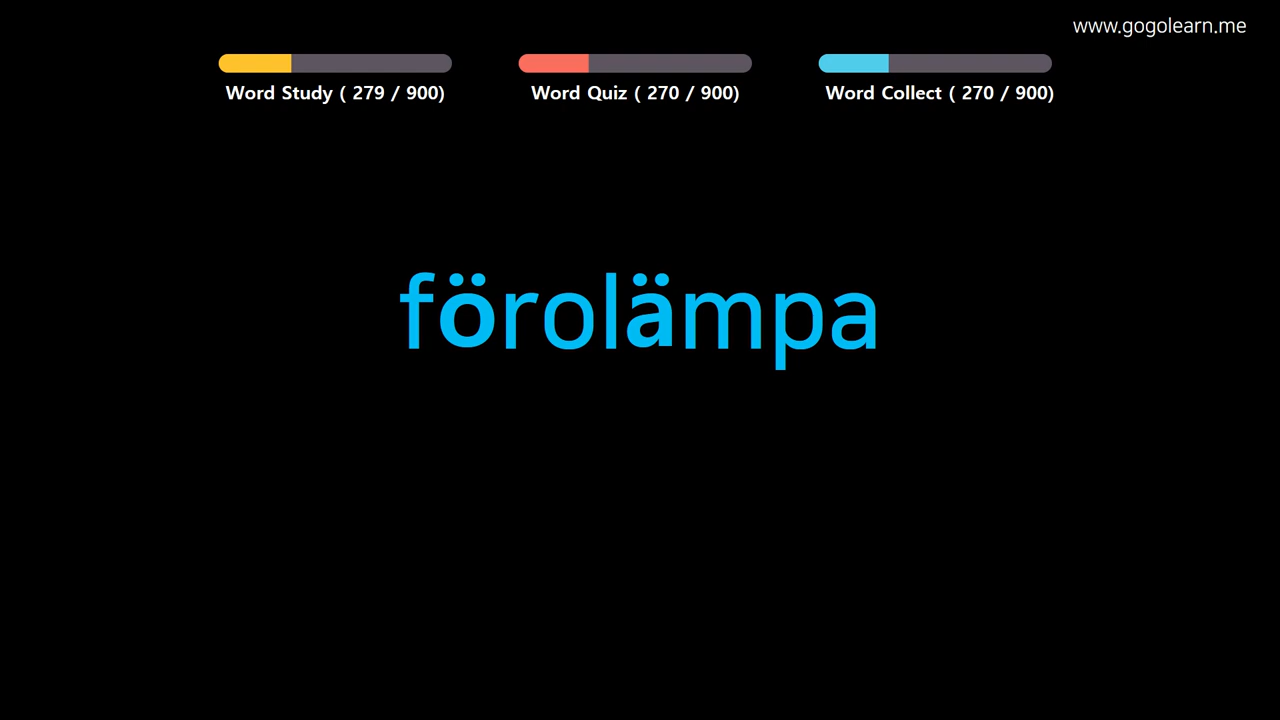 www.gogolearn.me
Word Study ( 279 / 900)
Word Quiz ( 270 / 900)
Word Collect ( 270 / 900)
förolämpa